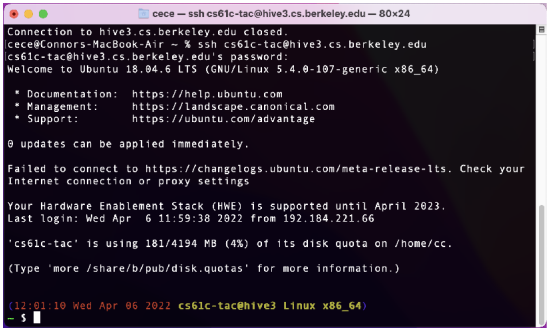 cece — ssh cs61c-tac@hive3.cs.berkeley.edu — 80×24
Connection to hive3.cs.berkeley.edu closed.
[cece@Connors-MacBook-Air ~ % ssh cs61c-tac@hive3.cs.berkeley.edu
[cs61c-tac@hive3.cs.berkeley.edu's password:
Welcome to Ubuntu 18.04.6 LTS (GNU/Linux 5.4.0-107-generic x86_64)
* Documentation:  https://help.ubuntu.com
* Management:     https://landscape.canonical.com
* Support:        https://ubuntu.com/advantage
0 updates can be applied immediately.
Failed to connect to https://changelogs.ubuntu.com/meta-release-lts. Check your
Internet connection or proxy settings
Your Hardware Enablement Stack (HWE) is supported until April 2023.
Last login: Wed Apr  6 11:59:38 2022 from 192.184.221.66
'cs61c-tac' is using 181/4194 MB (4%) of its disk quota on /home/cc.
(Type 'more /share/b/pub/disk.quotas' for more information.)
(12:01:10 Wed Apr 06 2022 cs61c-tac@hive3 Linux x86_64)
~ $